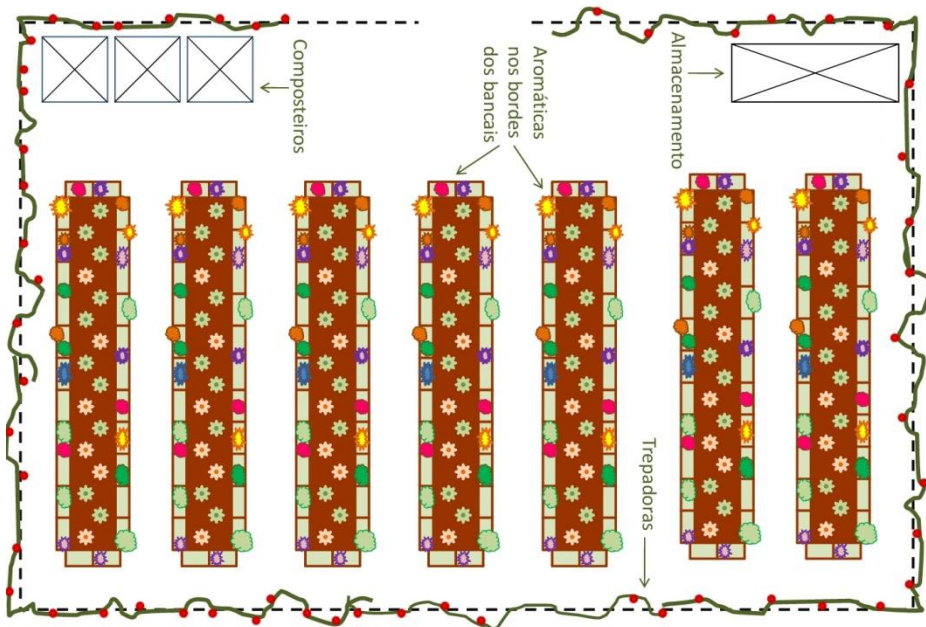 Composteiros
Aromáticas
nos bordes
dos bancais
Almacenamento
Trepadoras